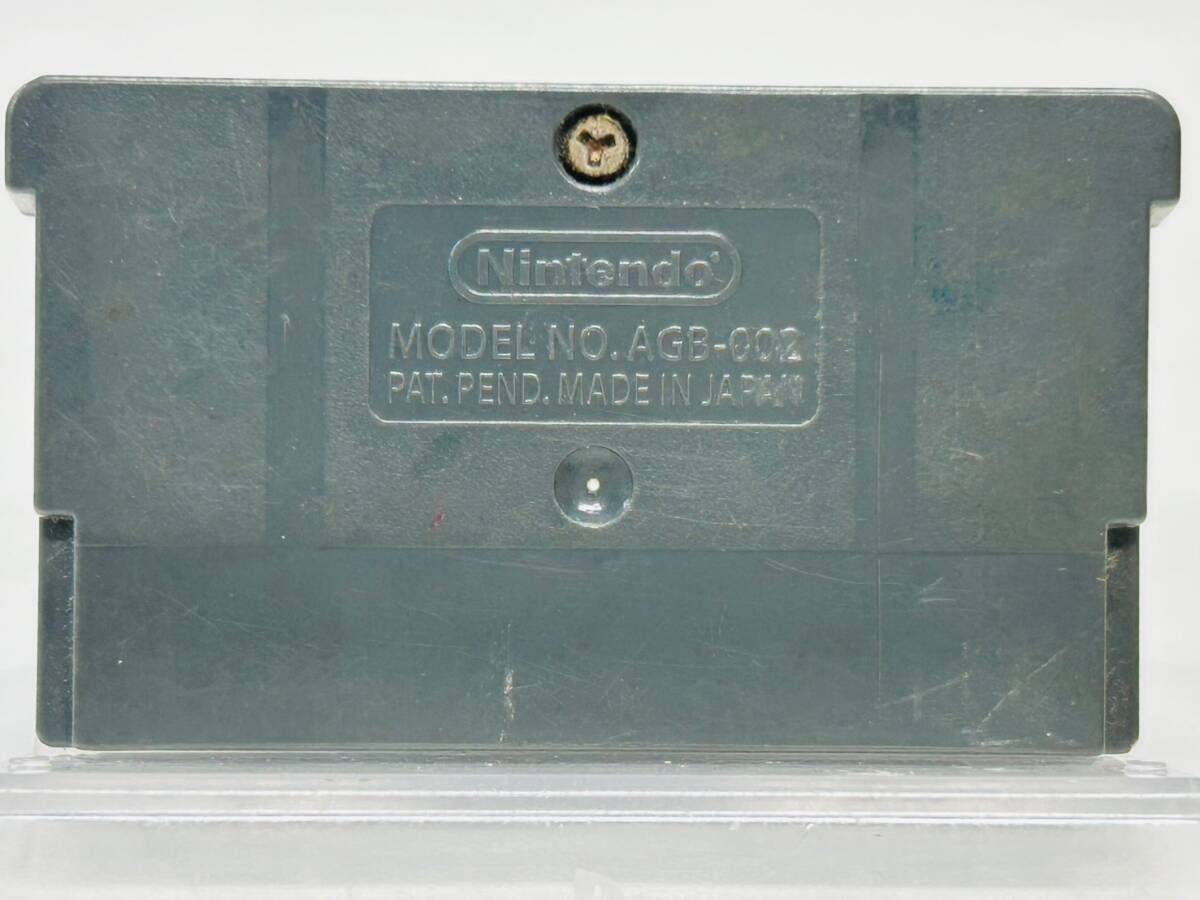 Nintendo
MODEL NO. AGB-002
PAT. PEND. MADE IN JAPAN